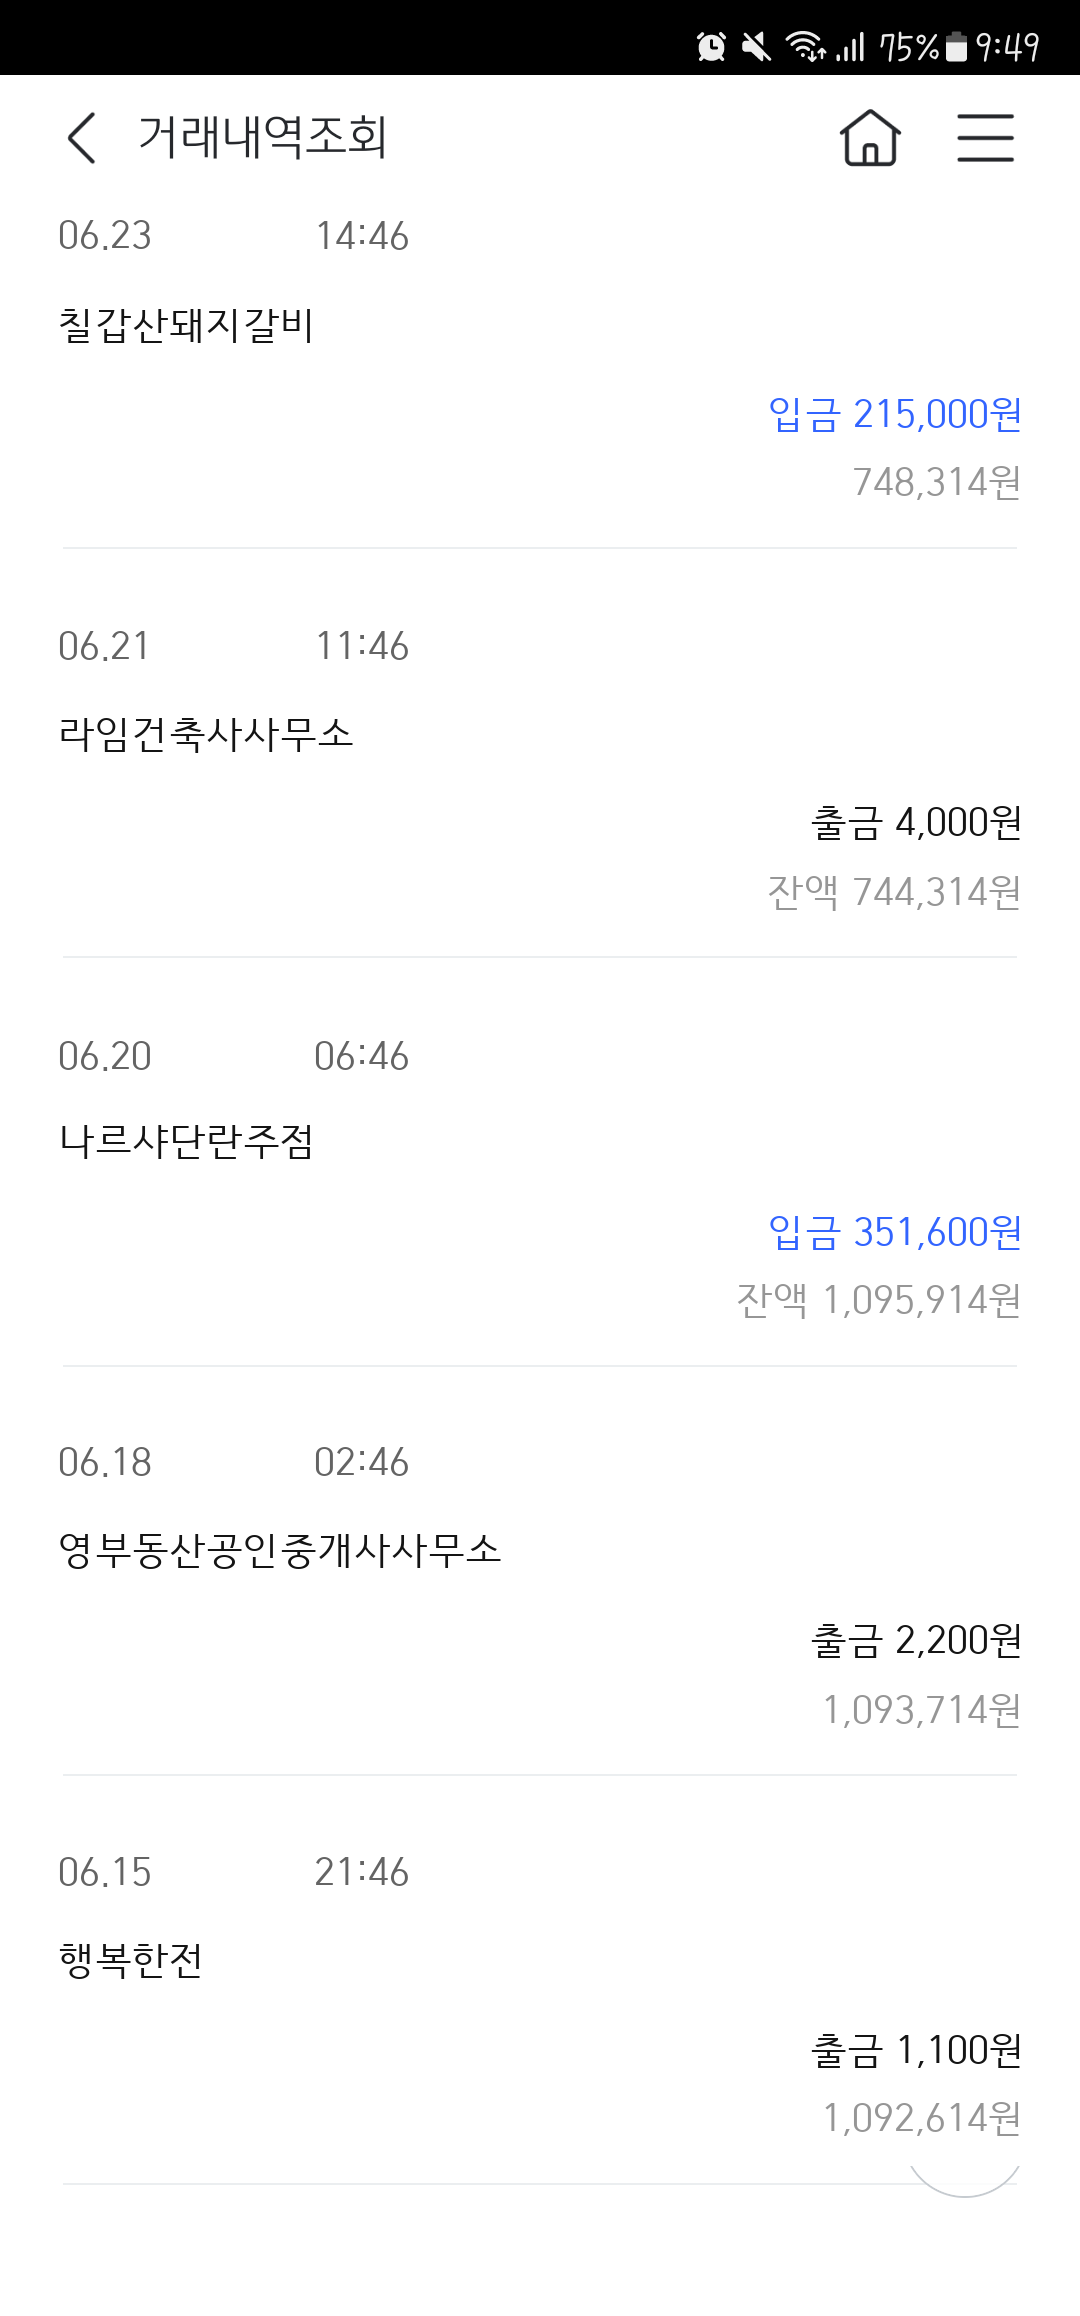 75% 9:49
거래내역조회
06.23 14:46
칠갑산돼지갈비
입금 215,000원
748,314원
06.21 11:46
라임건축사사무소
출금 4,000원
잔액 744,314원
06.20 06:46
나르샤단란주점
입금 351,600원
잔액 1,095,914원
06.18 02:46
영부동산공인중개사사무소
출금 2,200원
1,093,714원
06.15 21:46
행복한전
출금 1,100원
1,092,614원